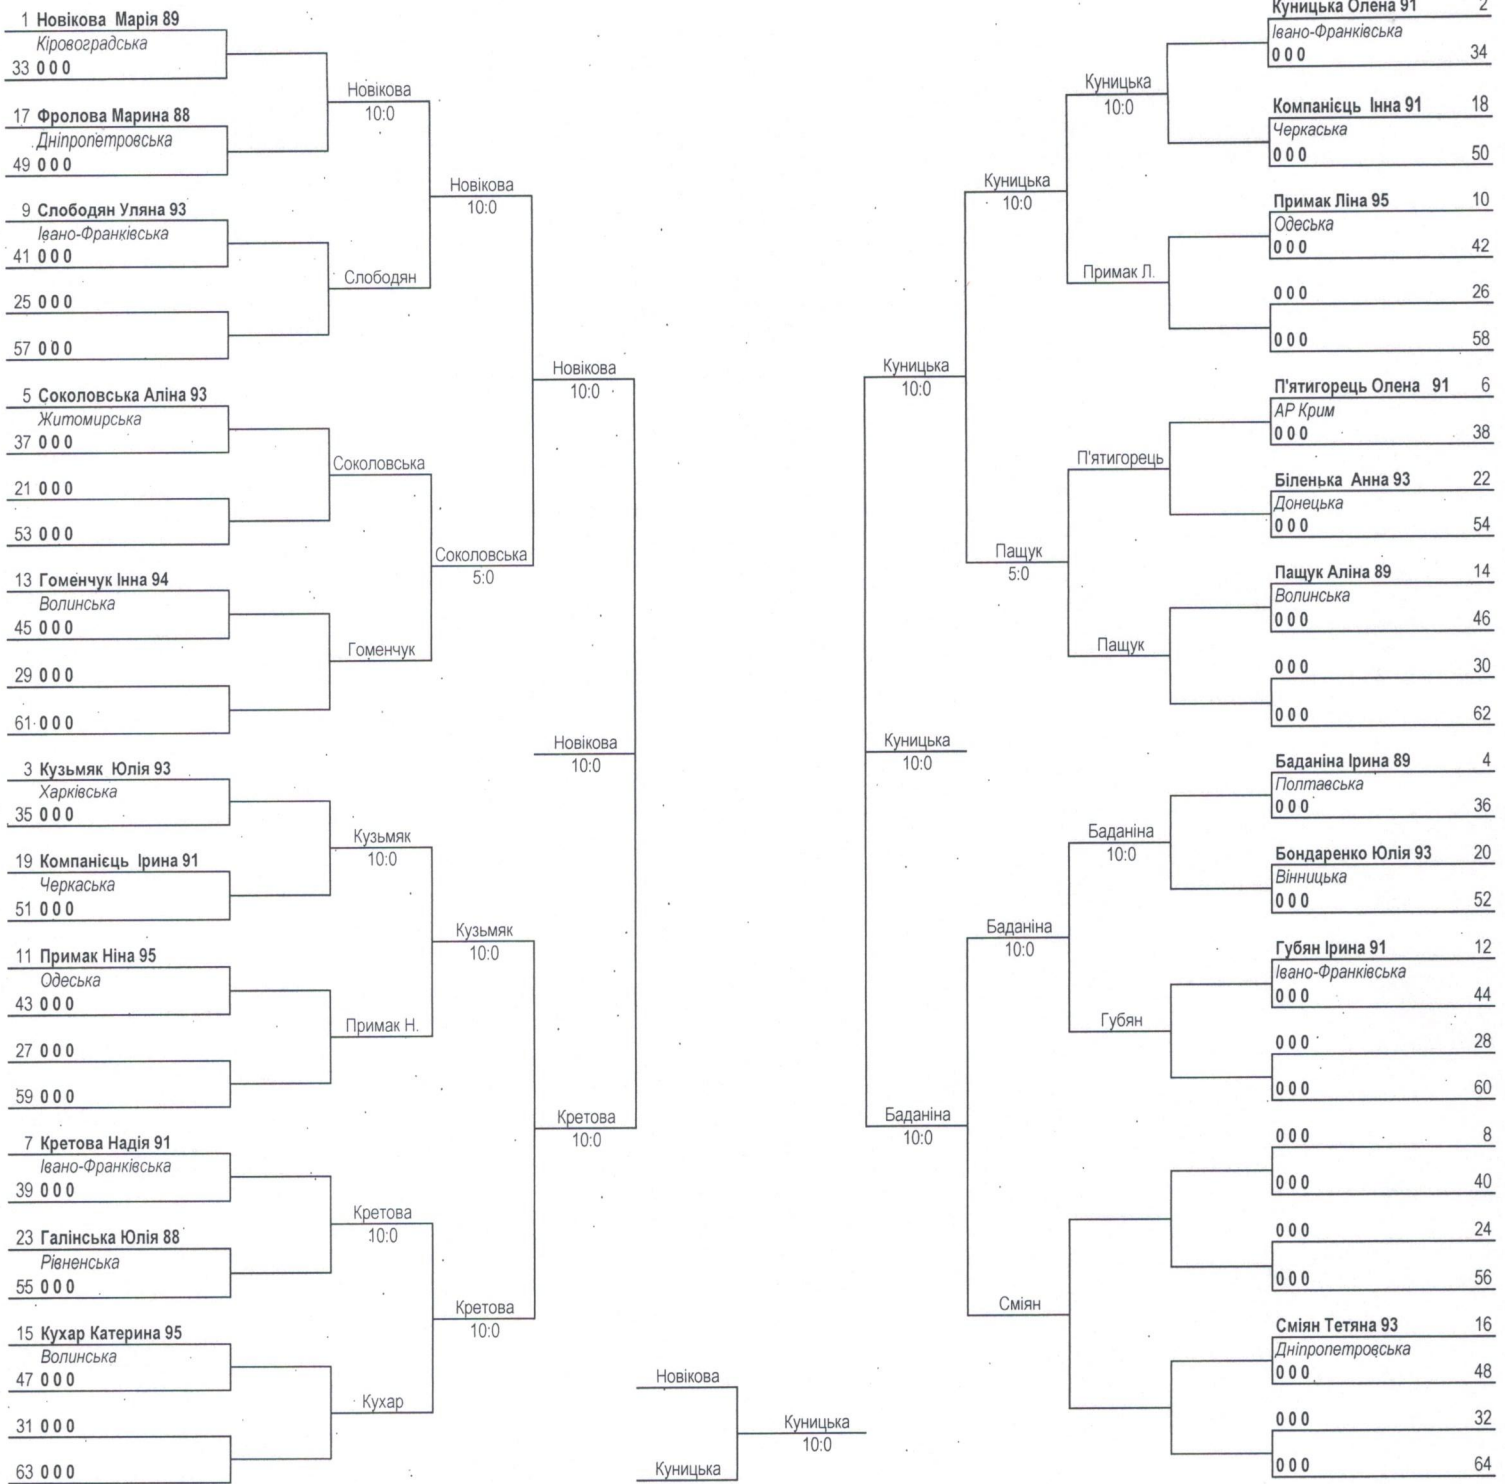 1 Новікова Марія 89
Кіровоградська
33 0 0 0
17 Фролова Марина 88
Дніпропетровська
49 0 0 0
9 Слободян Уляна 93
Івано-Франківська
41 0 0 0
25 0 0 0
57 0 0 0
5 Соколовська Аліна 93
Житомирська
37 0 0 0
21 0 0 0
53 0 0 0
13 Гоменчук Інна 94
Волинська
45 0 0 0
29 0 0 0
61 0 0 0
3 Кузьмяк Юлія 93
Харківська
35 0 0 0
19 Компанієць Ірина 91
Черкаська
51 0 0 0
11 Примак Ніна 95
Одеська
43 0 0 0
27 0 0 0
59 0 0 0
7 Кретова Надія 91
Івано-Франківська
39 0 0 0
23 Галінська Юлія 88
Рівненська
55 0 0 0
15 Кухар Катерина 95
Волинська
47 0 0 0
31 0 0 0
63 0 0 0
Новікова
10:0
Слободян
Соколовська
Гоменчук
Кузьмяк
10:0
Примак Н.
Кретова
10:0
Кухар
Новікова
10:0
Соколовська
5:0
Кузьмяк
10:0
Кретова
10:0
Новікова
10:0
Новікова
10:0
Кретова
10:0
Новікова
Куницька
Куницька
10:0
Куницька
10:0
Куницька
10:0
Баданіна
10:0
Куницька
10:0
Пащук
5:0
Баданіна
10:0
Сміян
Куницька
10:0
Примак Л.
П'ятигорець
Пащук
Баданіна
10:0
Губян
Куницька Олена 91 2
Івано-Франківська
0 0 0 34
Компанієць Інна 91 18
Черкаська
0 0 0 50
Примак Ліна 95 10
Одеська
0 0 0 42
0 0 0 26
0 0 0 58
П'ятигорець Олена 91 6
АР Крим
0 0 0 38
Біленька Анна 93 22
Донецька
0 0 0 54
Пащук Аліна 89 14
Волинська
0 0 0 46
0 0 0 30
0 0 0 62
Баданіна Ірина 89 4
Полтавська
0 0 0 36
Бондаренко Юлія 93 20
Вінницька
0 0 0 52
Губян Ірина 91 12
Івано-Франківська
0 0 0 44
0 0 0 28
0 0 0 60
0 0 0 8
0 0 0 40
0 0 0 24
0 0 0 56
Сміян Тетяна 93 16
Дніпропетровська
0 0 0 48
0 0 0 32
0 0 0 64